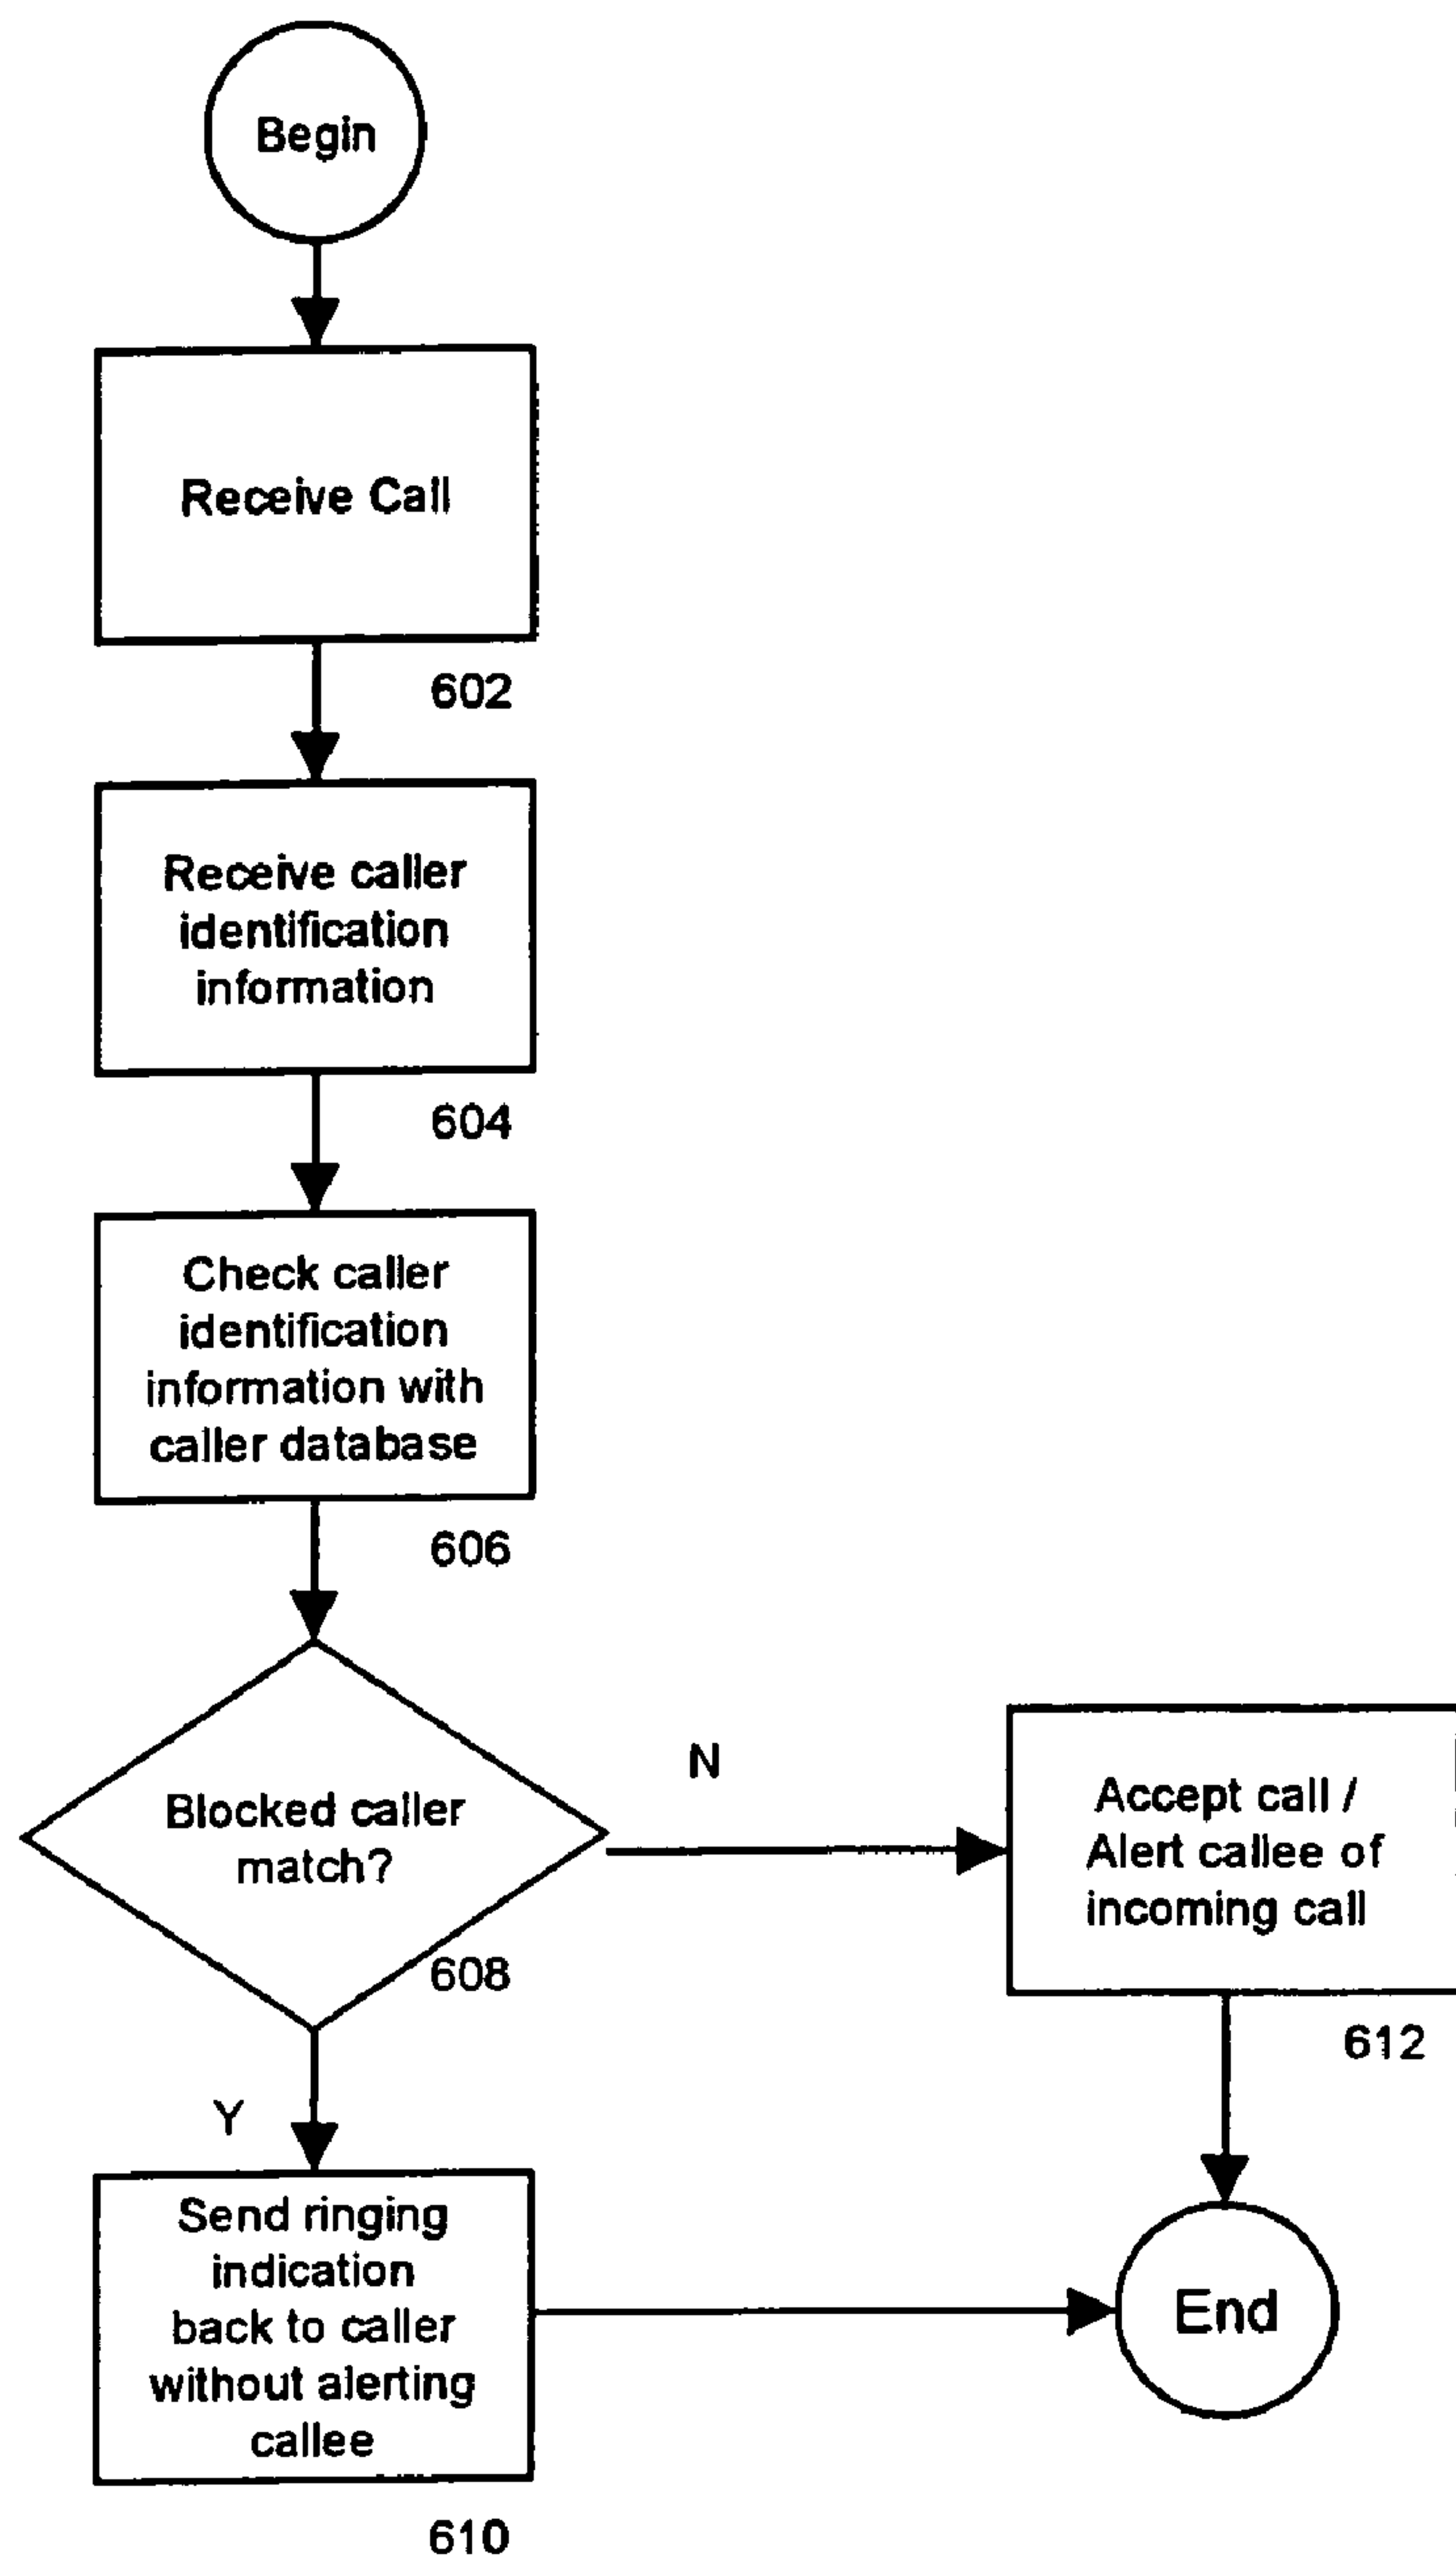 Begin
Receive Call
602
Receive caller
identification
information
604
Check caller
identification
information with
caller database
606
Blocked caller
match?
608
N
Accept call /
Alert callee of
incoming call
612
Y
Send ringing
indication
back to caller
without alerting
callee
610
End